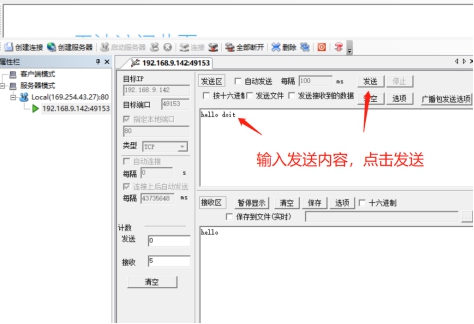 创建连接 创建服务器 启动服务器 连接 全部断开 删除
属性栏
客户端模式
服务器模式
Local(169.254.43.27):80
192.168.9.142:49153
192.168.9.142:49153
目标IP
192.168.9.142
目标端口 49153
指定本地端口
80
类型 TCP
自动连接
每隔 0 s
连接上后自动发送
每隔 43735648 ms
计数
发送 0
接收 5
清空
发送区 自动发送 每隔 100 ms 发送 停止
按十六进制 发送文件 发送接收到的数据 清空 选项 广播包发送选项
hello doit
输入发送内容，点击发送
接收区 暂停显示 清空 保存 选项 十六进制
保存到文件(实时)
hello